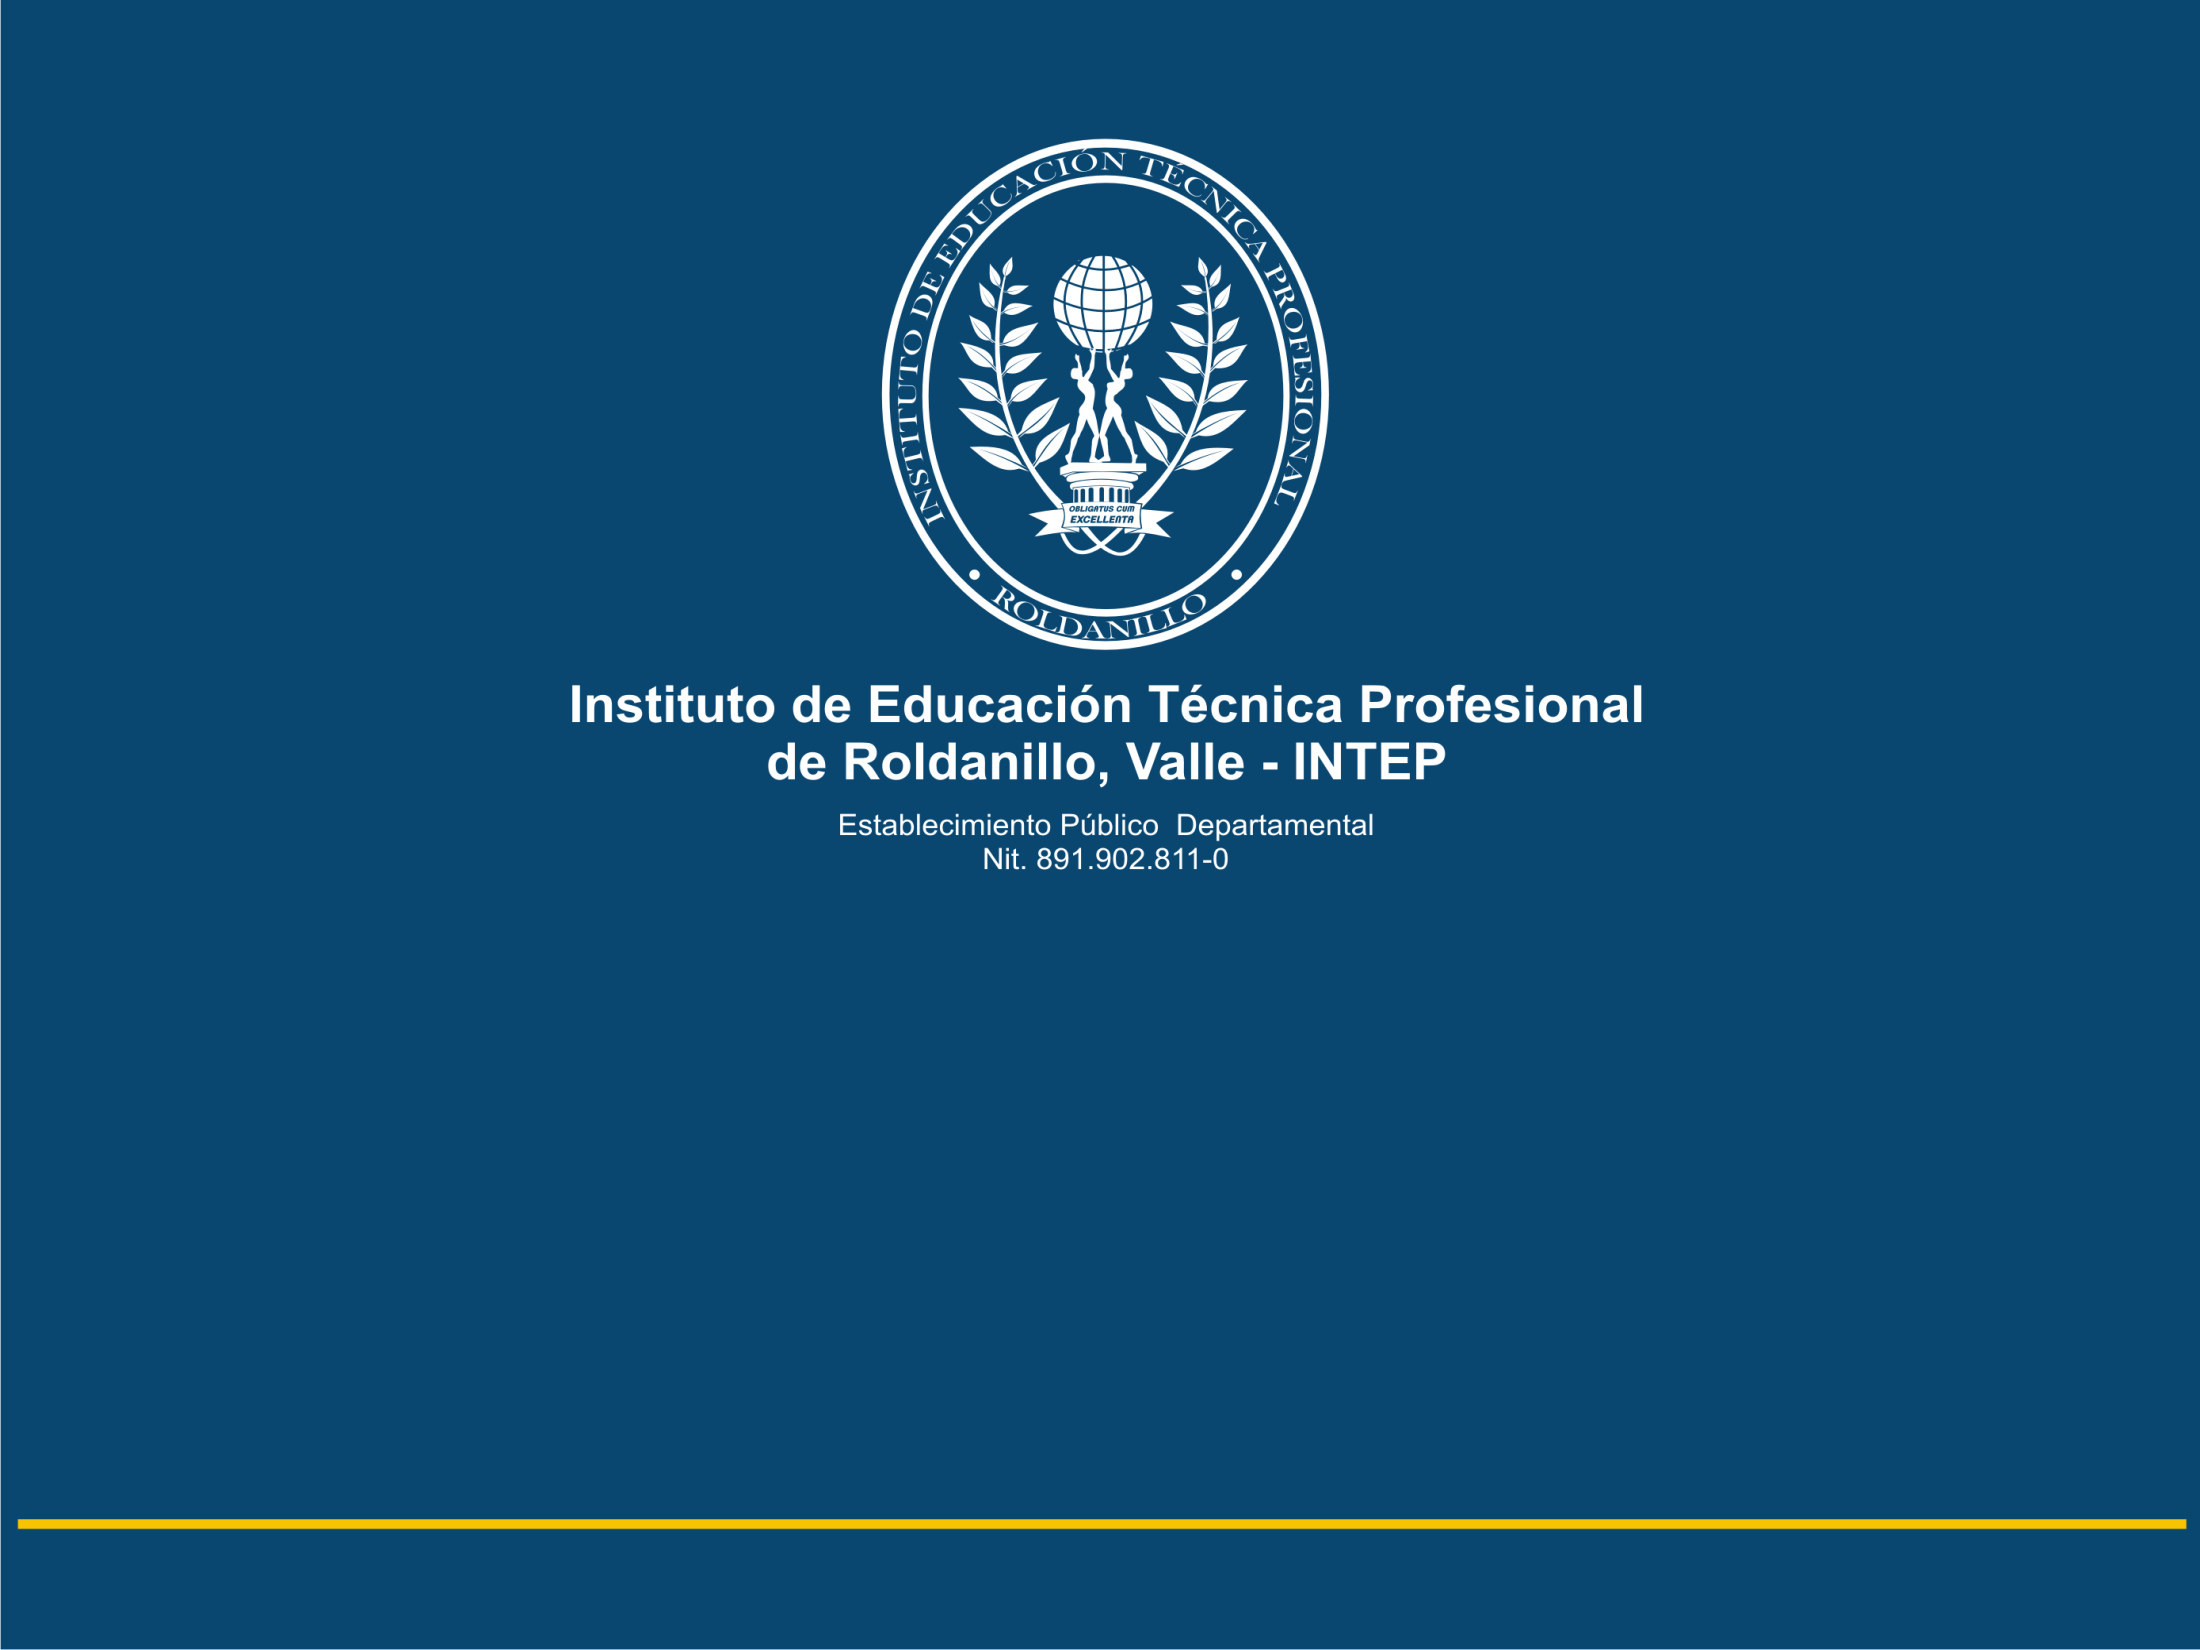 INSTITUTO DE EDUCACIÓN TÉCNICA PROFESIONAL
OBLIGATUS CUM
EXCELLENTA
• ROLDANILLO •
Instituto de Educación Técnica Profesional
de Roldanillo, Valle - INTEP
Establecimiento Público Departamental
Nit. 891.902.811-0